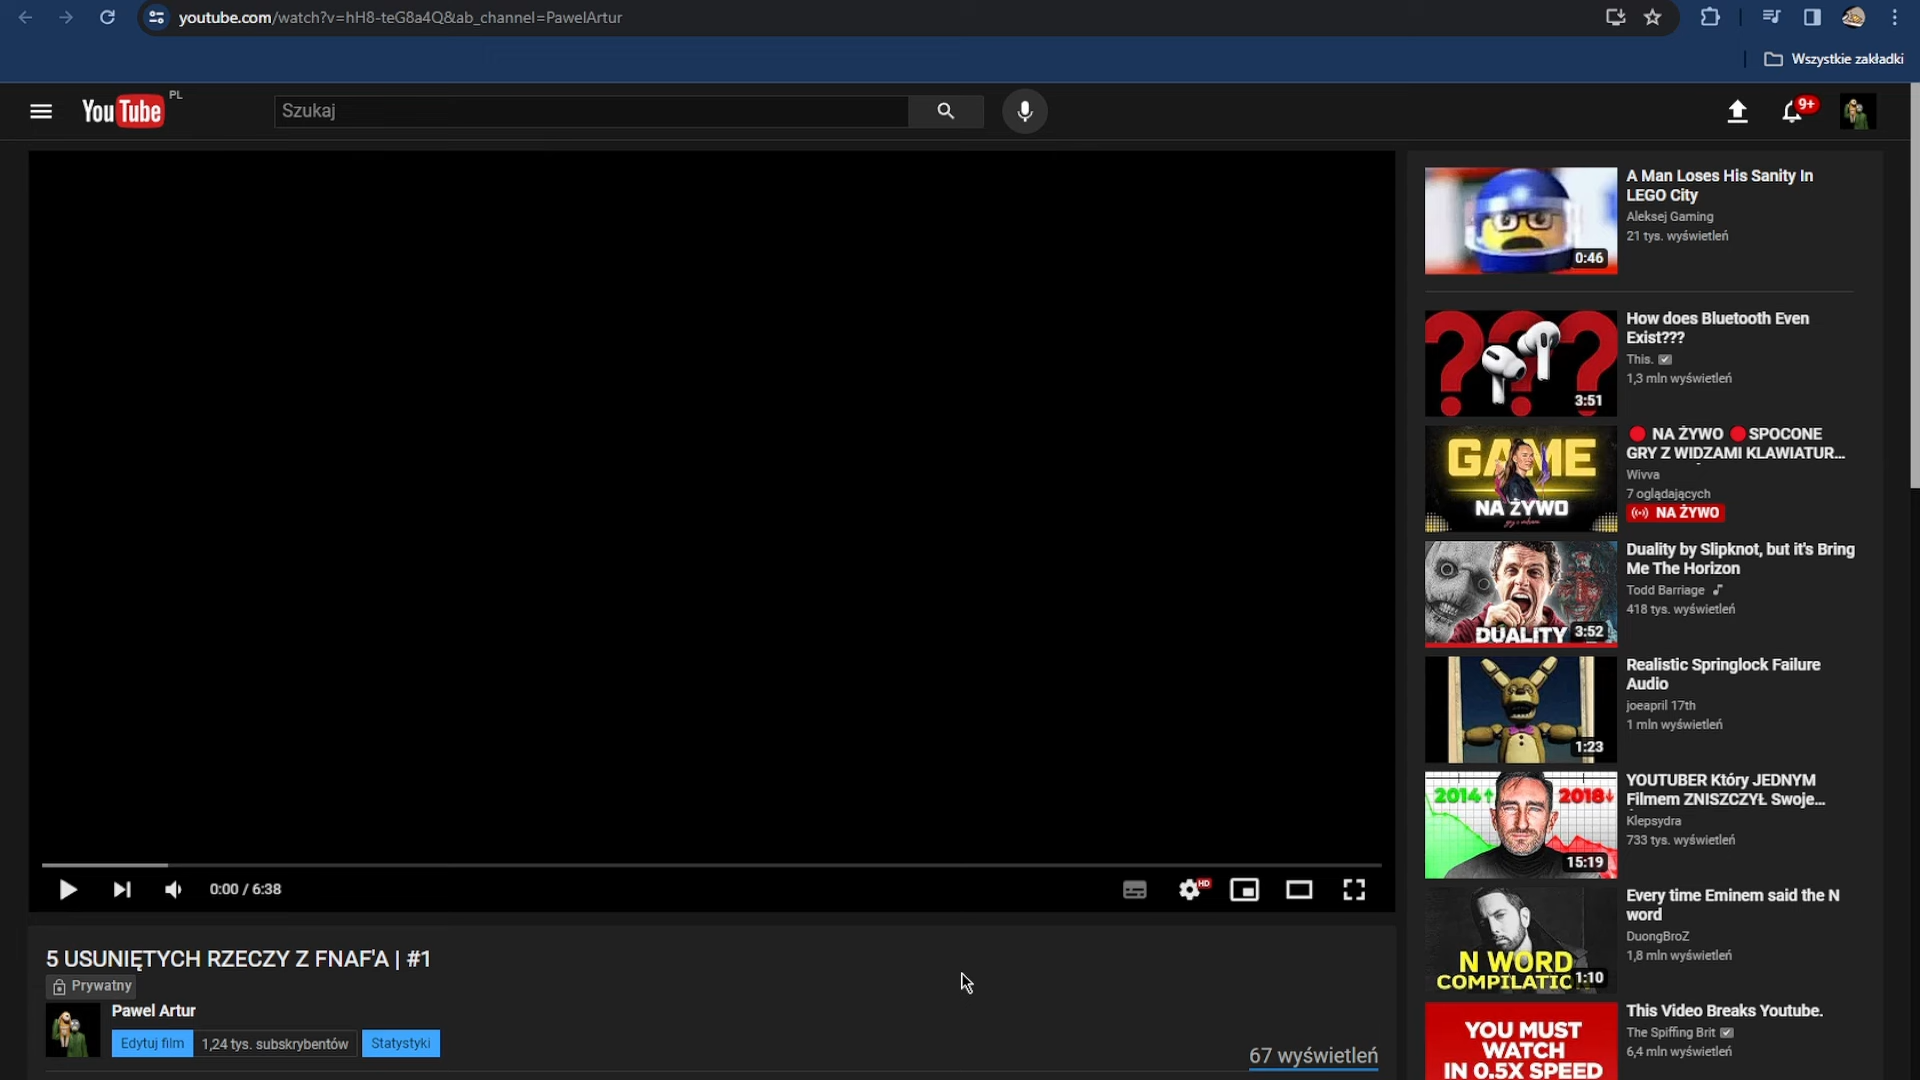 youtube.com/watch?v=hH8-teG8a4Q&ab_channel=PawelArtur
Wszystkie zakładki
YouTube PL
Szukaj
9+
0:46
A Man Loses His Sanity In
LEGO City
Aleksej Gaming
21 tys. wyświetleń
3:51
How does Bluetooth Even
Exist???
This.
1,3 mln wyświetleń
GAME
NA ŻYWO
🔴 NA ŻYWO 🔴SPOCONE
GRY Z WIDZAMI KLAWIATUR...
Wivva
7 oglądających
NA ŻYWO
DUALITY
3:52
Duality by Slipknot, but it's Bring
Me The Horizon
Todd Barriage
418 tys. wyświetleń
1:23
Realistic Springlock Failure
Audio
joeapril 17th
1 mln wyświetleń
2014↑ 2018↓
15:19
YOUTUBER Który JEDNYM
Filmem ZNISZCZYŁ Swoje...
Klepsydra
733 tys. wyświetleń
N WORD
COMPILATIC
1:10
Every time Eminem said the N
word
DuongBroZ
1,8 mln wyświetleń
YOU MUST
WATCH
IN 0.5X SPEED
This Video Breaks Youtube.
The Spiffing Brit
6,4 mln wyświetleń
0:00 / 6:38
HD
5 USUNIĘTYCH RZECZY Z FNAF'A | #1
Prywatny
Pawel Artur
Edytuj film 1,24 tys. subskrybentów Statystyki
67 wyświetleń